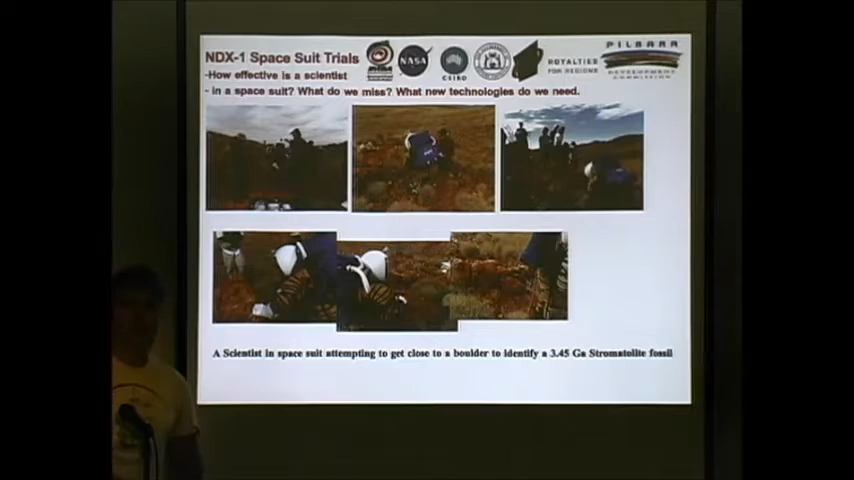 NDX-1 Space Suit Trials
-How effective is a scientist
- in a space suit? What do we miss? What new technologies do we need.
NASA
CSIRO
ROYALTIES
FOR REGIONS
PILBARA
DEVELOPMENT
COMMISSION
A Scientist in space suit attempting to get close to a boulder to identify a 3.45 Ga Stromatolite fossil